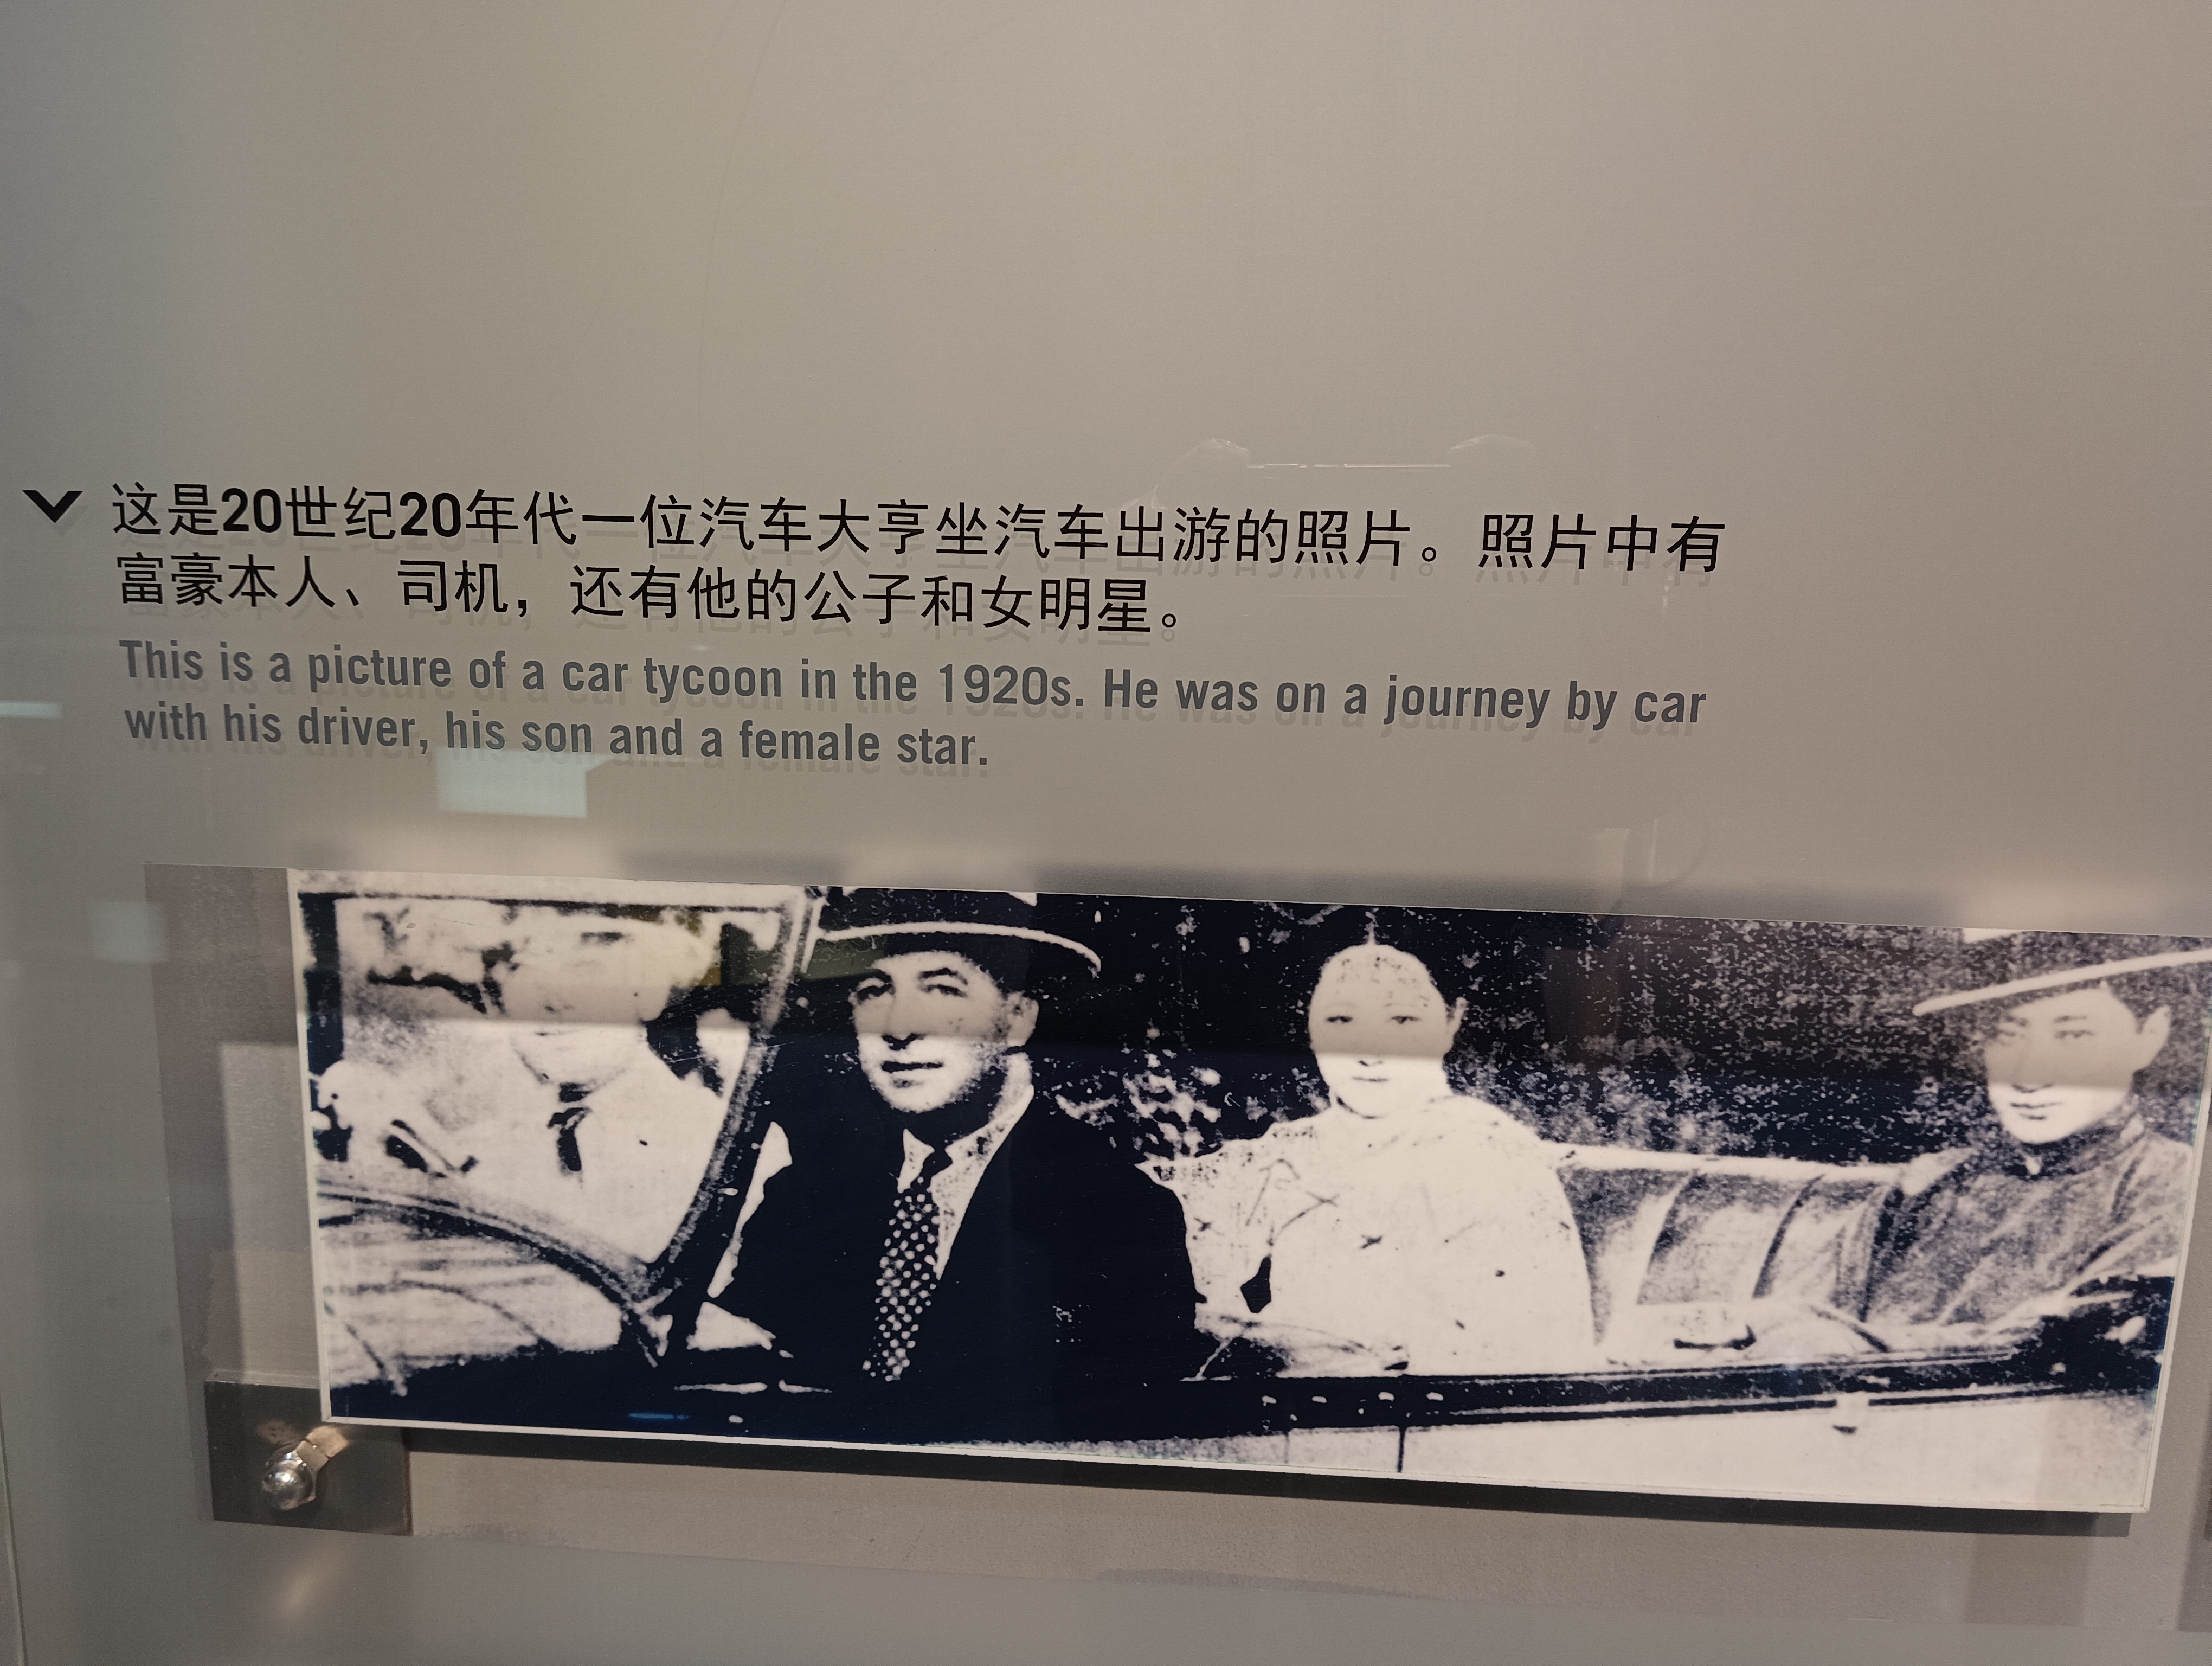 这是20世纪20年代一位汽车大亨坐汽车出游的照片。照片中有
富豪本人、司机，还有他的公子和女明星。
This is a picture of a car tycoon in the 1920s. He was on a journey by car
with his driver, his son and a female star.